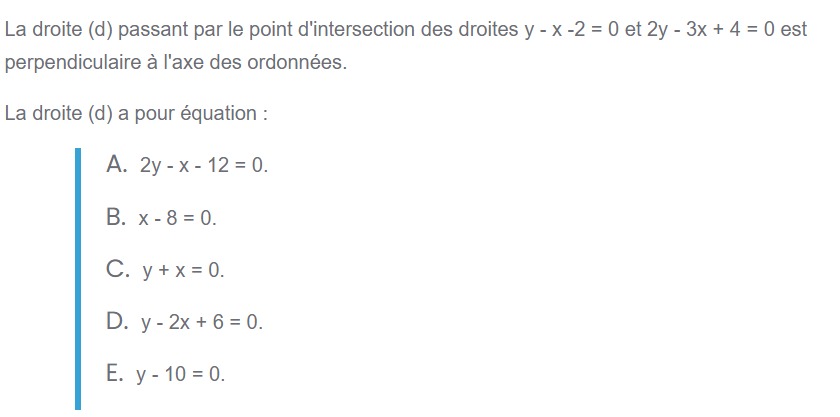 La droite (d) passant par le point d'intersection des droites y - x -2 = 0 et 2y - 3x + 4 = 0 est
perpendiculaire à l'axe des ordonnées.
La droite (d) a pour équation :
A. 2y - x - 12 = 0.
B. x - 8 = 0.
C. y + x = 0.
D. y - 2x + 6 = 0.
E. y - 10 = 0.